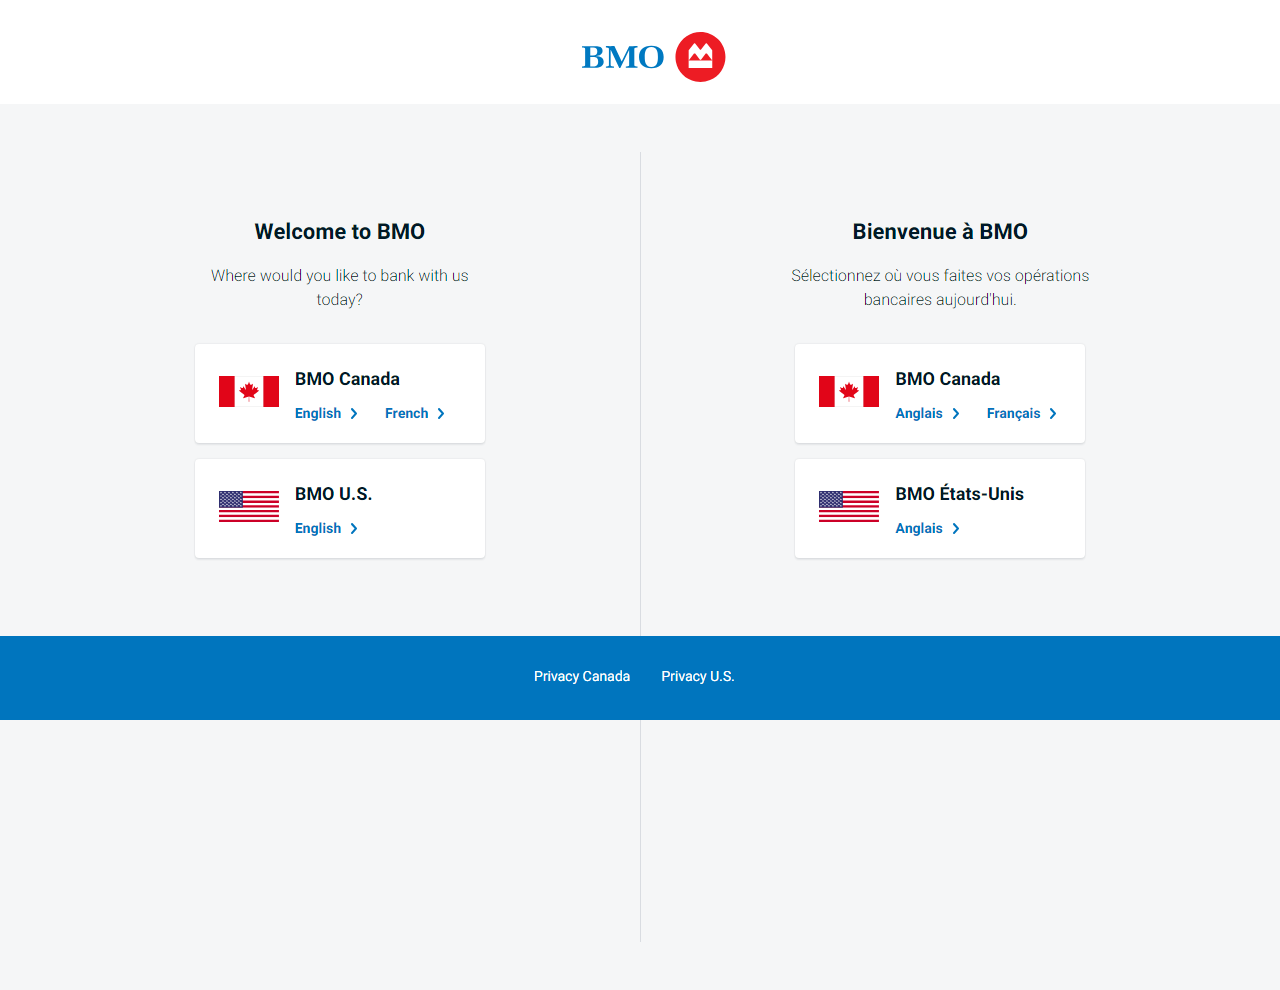 BMO
Welcome to BMO
Where would you like to bank with us
today?
BMO Canada
English French
BMO U.S.
English
Bienvenue à BMO
Sélectionnez où vous faites vos opérations
bancaires aujourd'hui.
BMO Canada
Anglais Français
BMO États-Unis
Anglais
Privacy Canada Privacy U.S.